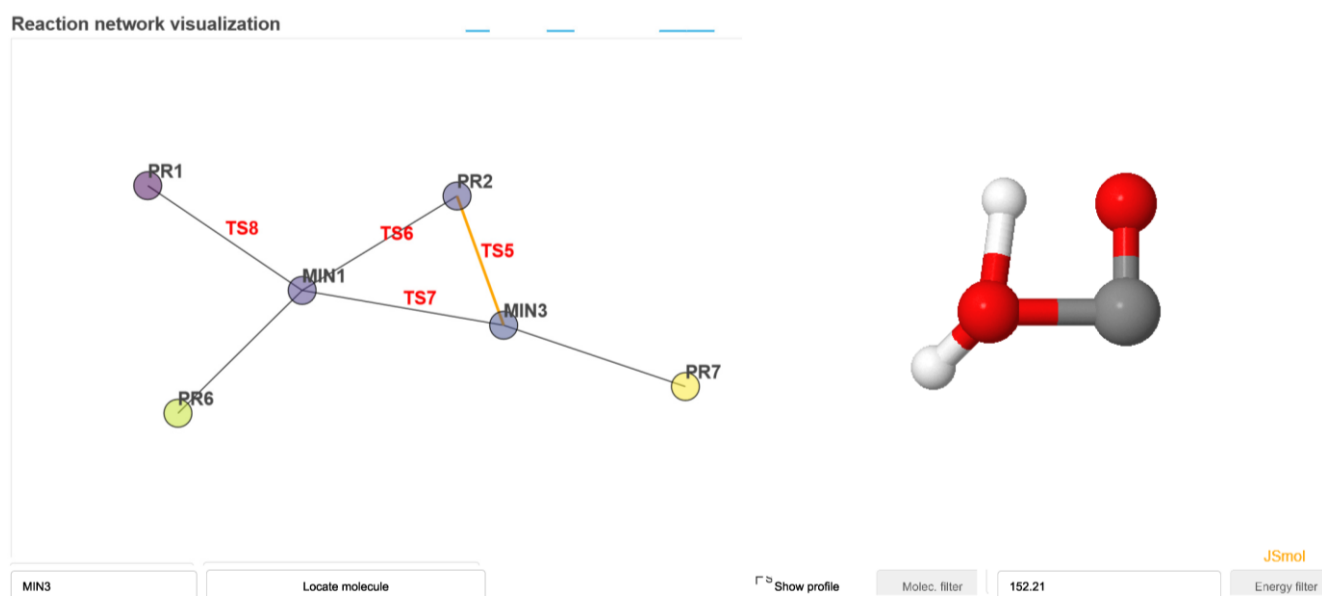 Reaction network visualization
PR1
PR2
TS8
TS6
TS5
MIN1
TS7
MIN3
PR7
PR6
JSmol
MIN3
Locate molecule
Show profile
Molec. filter
152.21
Energy filter